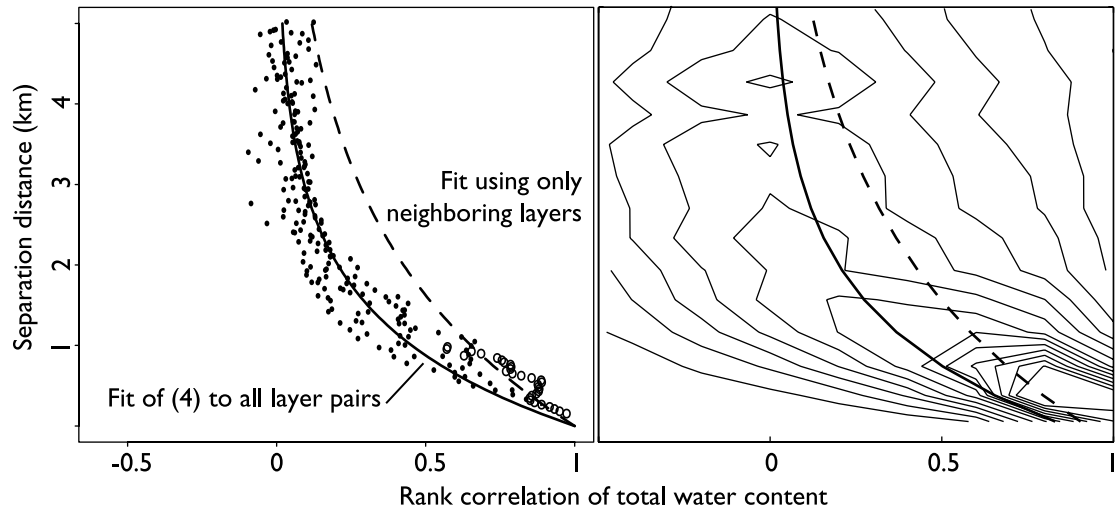 Separation distance (km)
4
3
2
1
Fit using only
neighboring layers
Fit of (4) to all layer pairs
-0.5 0 0.5 1
0 0.5 1
Rank correlation of total water content